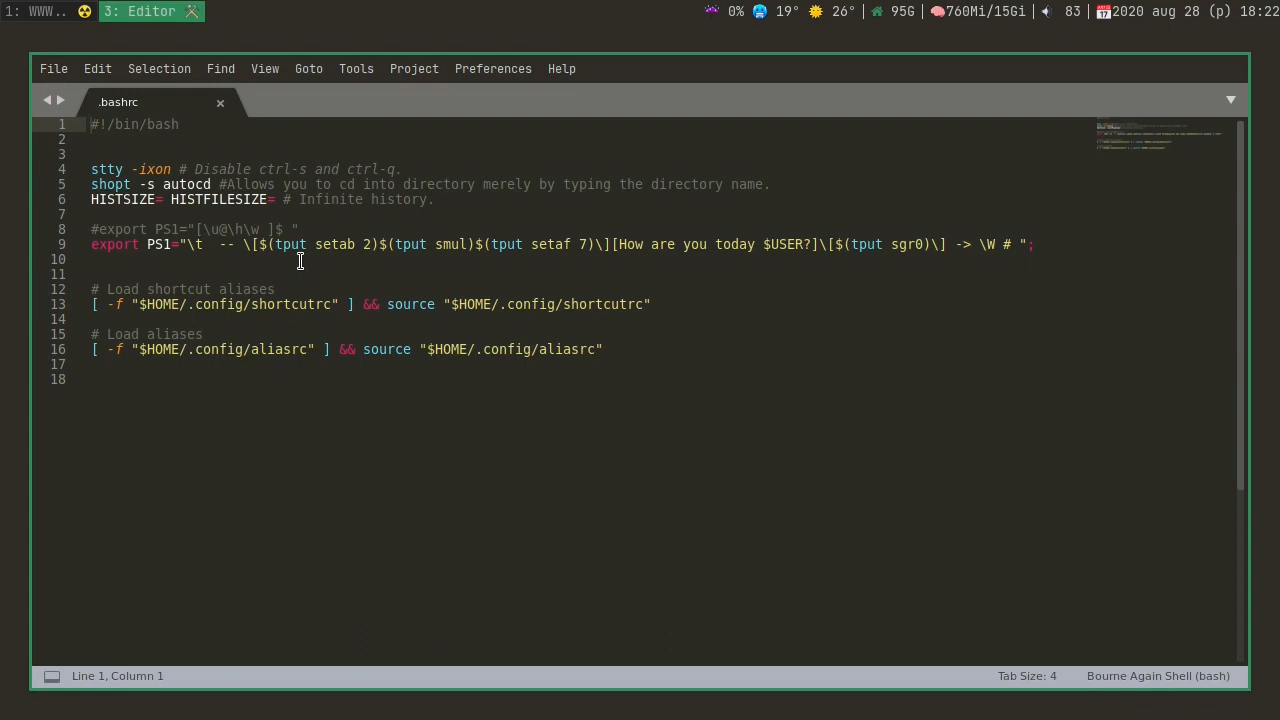 1: WWW.. ☢ 3: Editor ⚒ ☔ 0% 🥶 19° 🌞 26° | 95G | 🧠760Mi/15Gi | 83 | 📅2020 aug 28 (p) 18:22
File Edit Selection Find View Goto Tools Project Preferences Help
.bashrc ×
1 #!/bin/bash
2
3
4 stty -ixon # Disable ctrl-s and ctrl-q.
5 shopt -s autocd #Allows you to cd into directory merely by typing the directory name.
6 HISTSIZE= HISTFILESIZE= # Infinite history.
7
8 #export PS1="[\u@\h\w ]$ "
9 export PS1="\t  -- \[$(tput setab 2)$(tput smul)$(tput setaf 7)\][How are you today $USER?]\[$(tput sgr0)\] -> \W # ";
10
11
12 # Load shortcut aliases
13 [ -f "$HOME/.config/shortcutrc" ] && source "$HOME/.config/shortcutrc"
14
15 # Load aliases
16 [ -f "$HOME/.config/aliasrc" ] && source "$HOME/.config/aliasrc"
17
18
Line 1, Column 1 Tab Size: 4 Bourne Again Shell (bash)